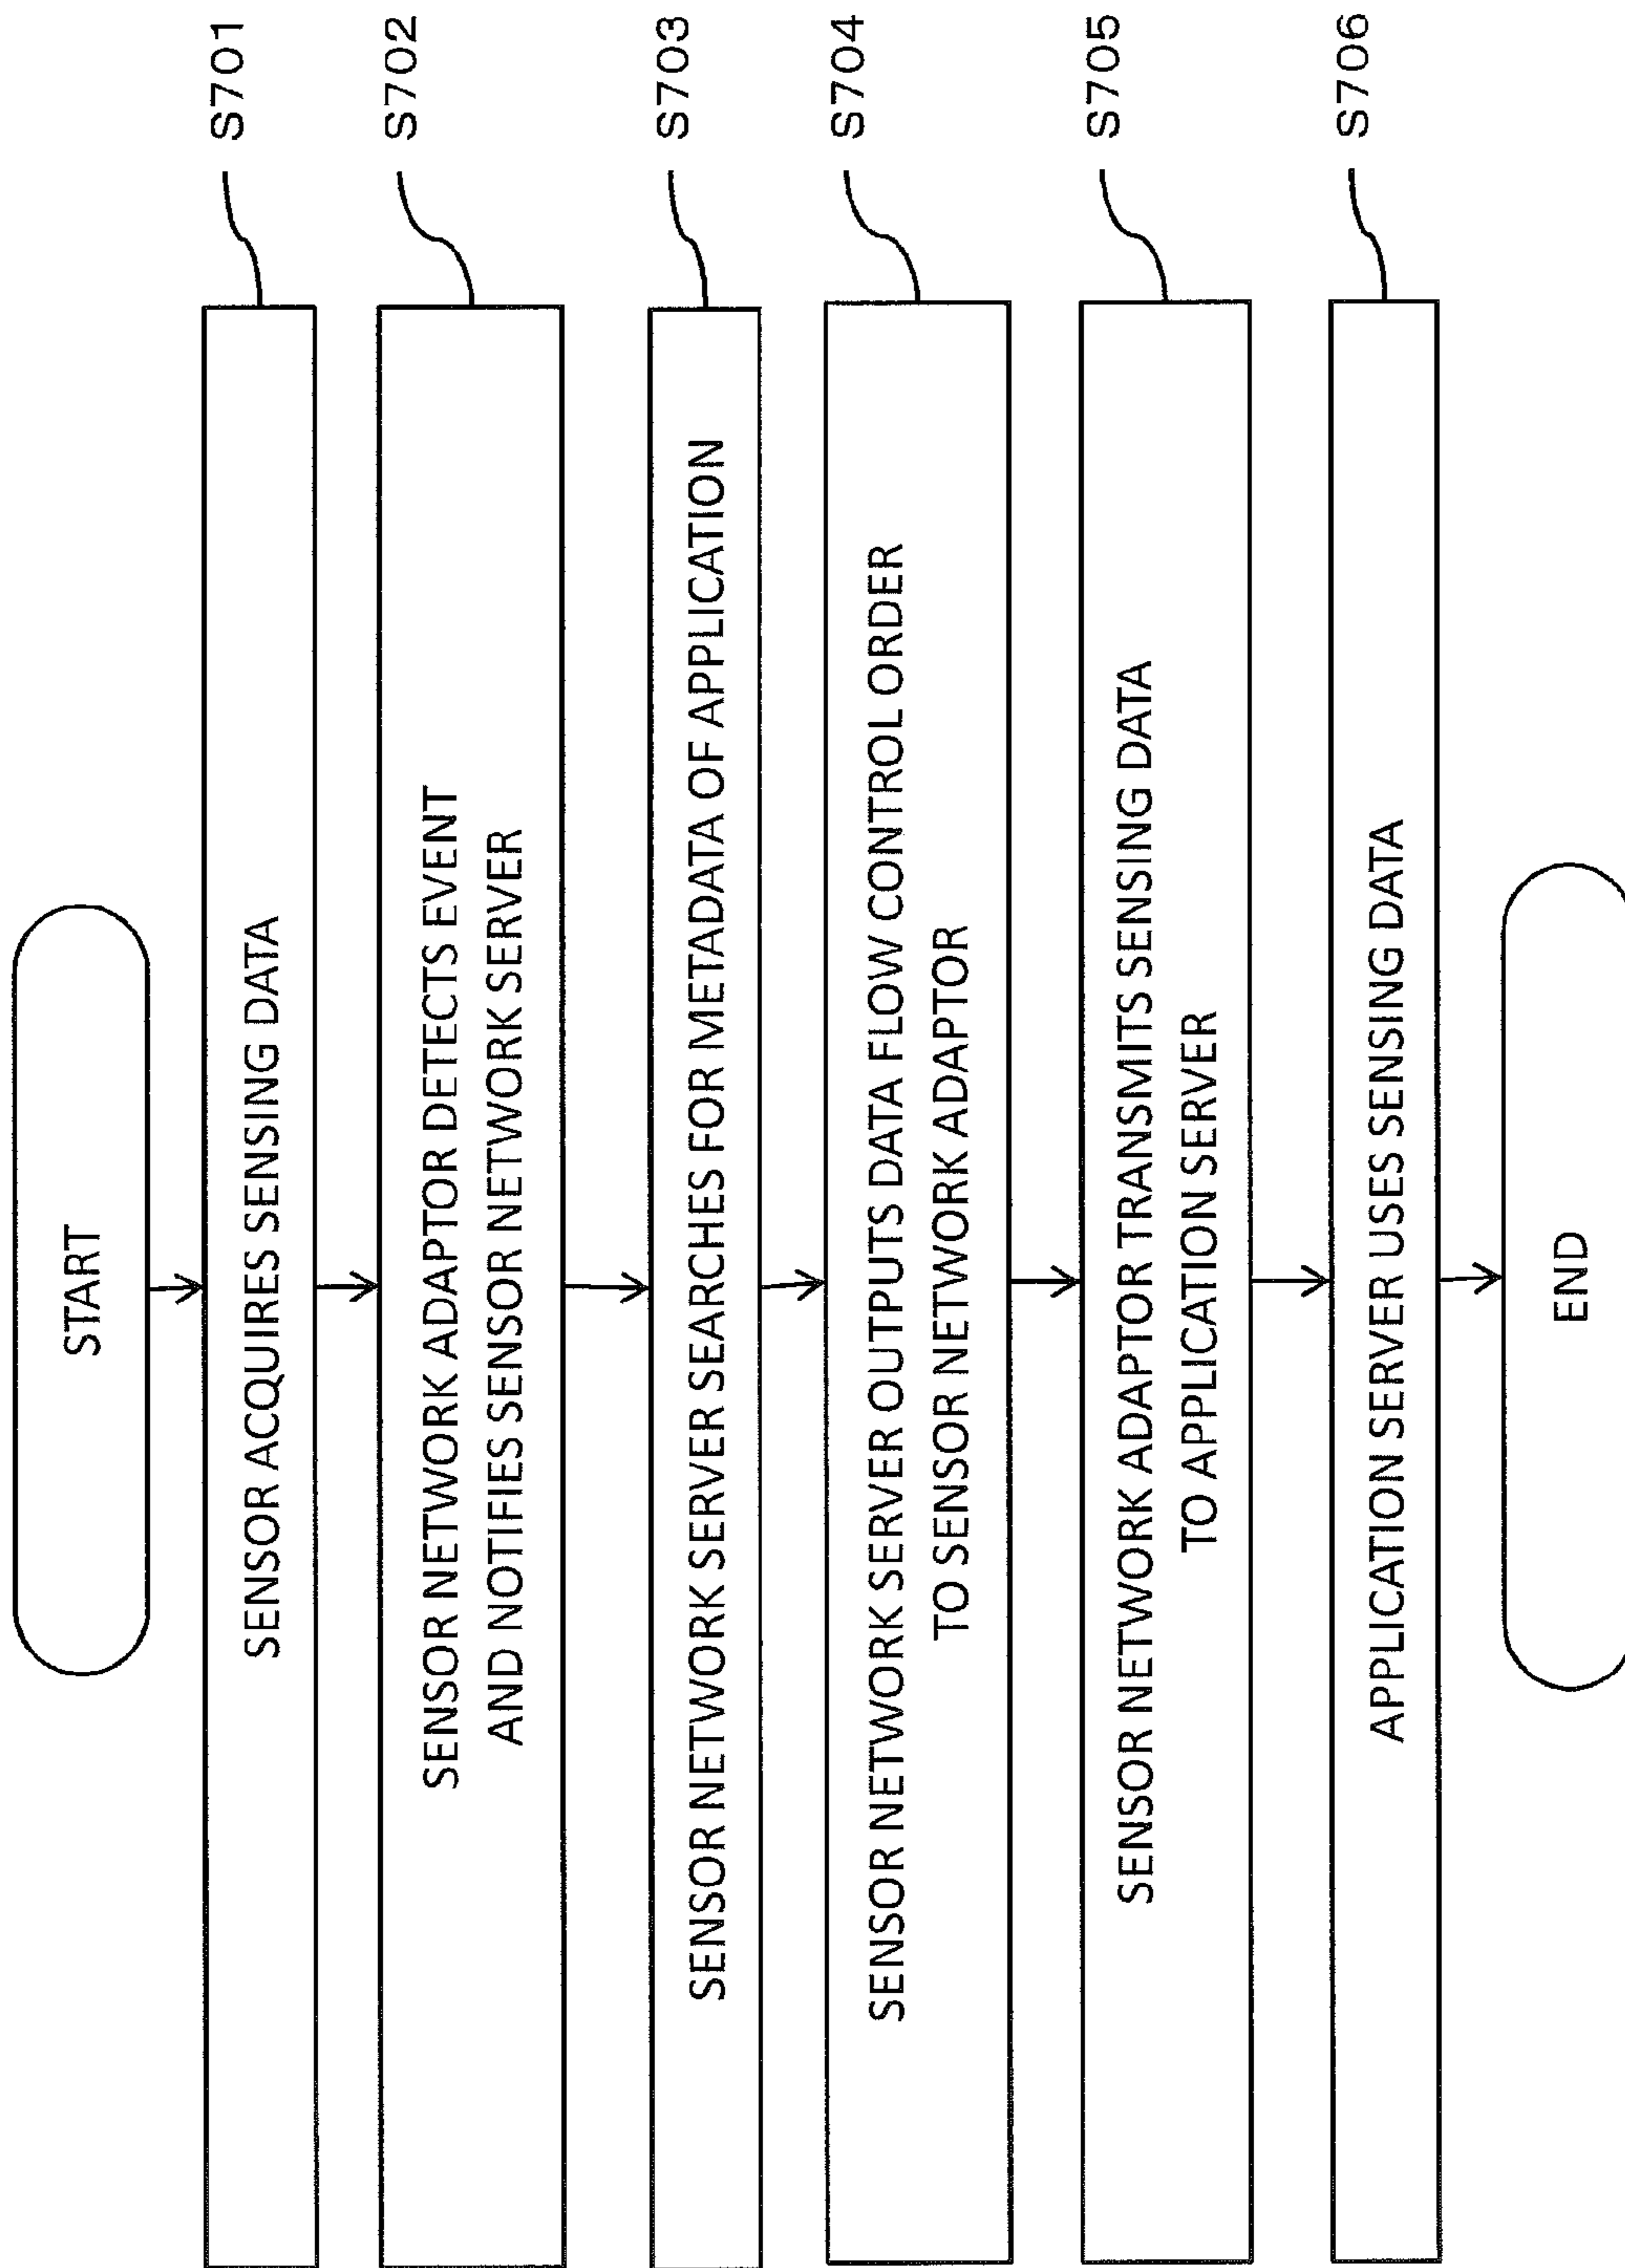 START
SENSOR ACQUIRES SENSING DATA
S701
SENSOR NETWORK ADAPTOR DETECTS EVENT
AND NOTIFIES SENSOR NETWORK SERVER
S702
SENSOR NETWORK SERVER SEARCHES FOR METADATA OF APPLICATION
S703
SENSOR NETWORK SERVER OUTPUTS DATA FLOW CONTROL ORDER
TO SENSOR NETWORK ADAPTOR
S704
SENSOR NETWORK ADAPTOR TRANSMITS SENSING DATA
TO APPLICATION SERVER
S705
APPLICATION SERVER USES SENSING DATA
S706
END